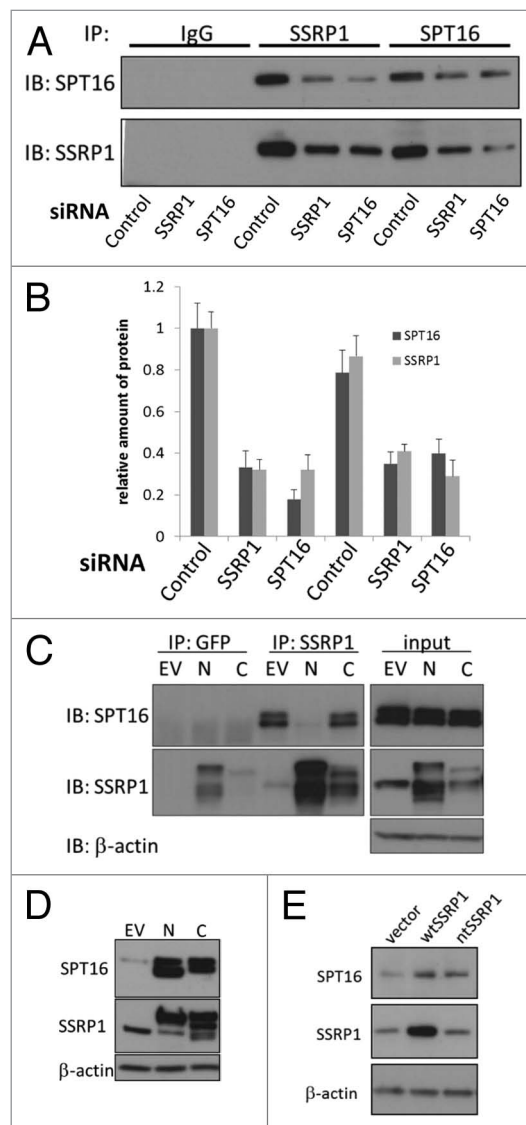 A
IP: IgG SSRP1 SPT16
IB: SPT16
IB: SSRP1
siRNA Control SSRP1 SPT16 Control SSRP1 SPT16 Control SSRP1 SPT16
B
relative amount of protein
1.2
1
0.8
0.6
0.4
0.2
0
SPT16
SSRP1
siRNA Control SSRP1 SPT16 Control SSRP1 SPT16
C
IP: GFP IP: SSRP1 input
EV N C EV N C EV N C
IB: SPT16
IB: SSRP1
IB: β-actin
D
EV N C
SPT16
SSRP1
β-actin
E
vector wtSSRP1 ntSSRP1
SPT16
SSRP1
β-actin